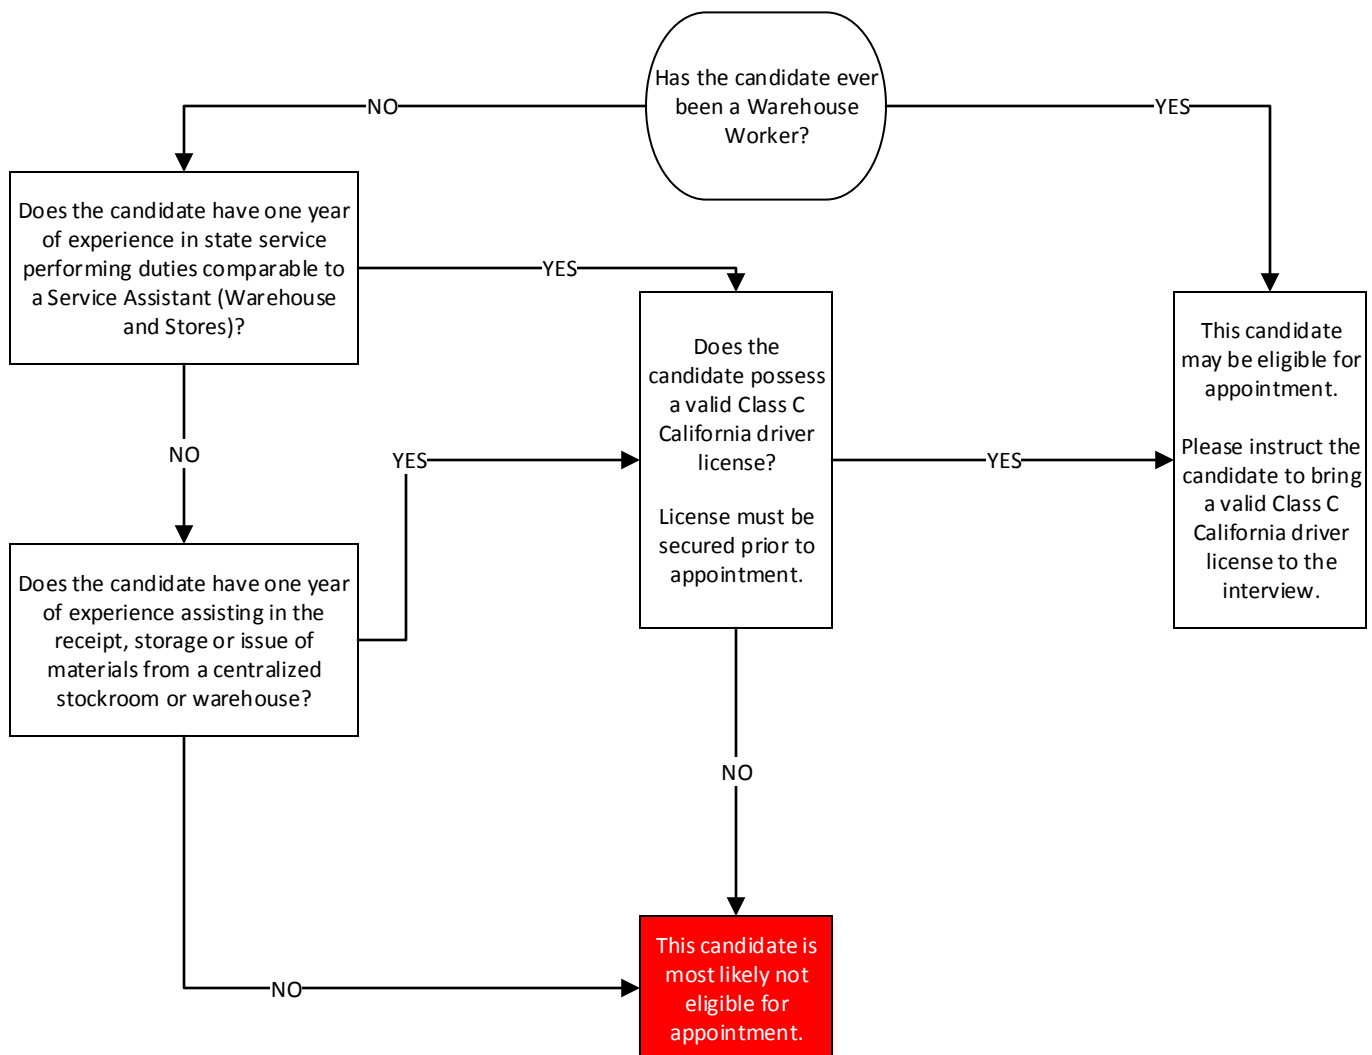 Has the candidate ever
been a Warehouse
Worker?
NO
YES
Does the candidate have one year
of experience in state service
performing duties comparable to
a Service Assistant (Warehouse
and Stores)?
YES
NO
Does the
candidate possess
a valid Class C
California driver
license?
License must be
secured prior to
appointment.
YES
This candidate
may be eligible for
appointment.
Please instruct the
candidate to bring
a valid Class C
California driver
license to the
interview.
YES
Does the candidate have one year
of experience assisting in the
receipt, storage or issue of
materials from a centralized
stockroom or warehouse?
NO
NO
This candidate is
most likely not
eligible for
appointment.